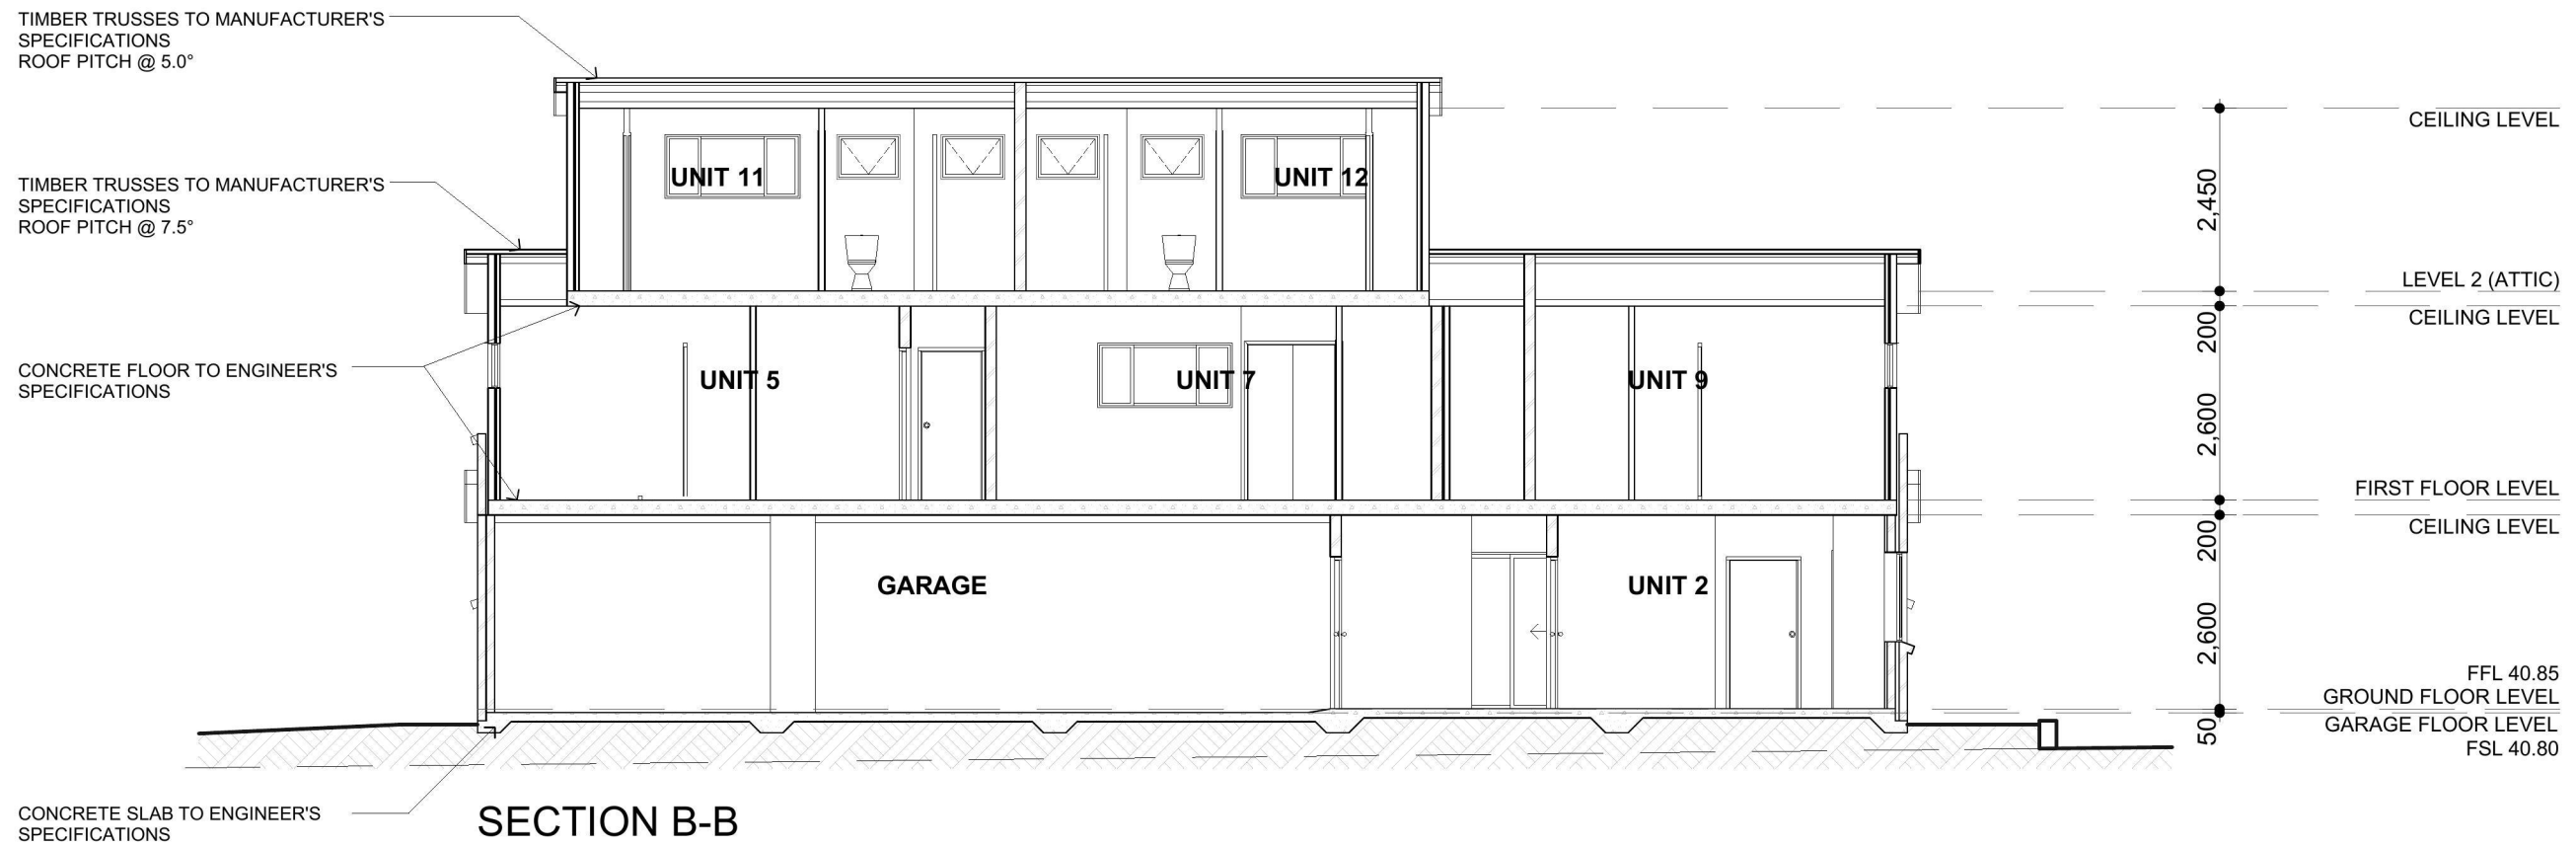 TIMBER TRUSSES TO MANUFACTURER'S
SPECIFICATIONS
ROOF PITCH @ 5.0°
CEILING LEVEL
UNIT 11
UNIT 12
TIMBER TRUSSES TO MANUFACTURER'S
SPECIFICATIONS
ROOF PITCH @ 7.5°
2,450
LEVEL 2 (ATTIC)
CEILING LEVEL
200
CONCRETE FLOOR TO ENGINEER'S
SPECIFICATIONS
UNIT 5
UNIT 7
UNIT 9
2,600
FIRST FLOOR LEVEL
CEILING LEVEL
200
GARAGE
UNIT 2
2,600
FFL 40.85
GROUND FLOOR LEVEL
GARAGE FLOOR LEVEL
FSL 40.80
50
CONCRETE SLAB TO ENGINEER'S
SPECIFICATIONS
SECTION B-B